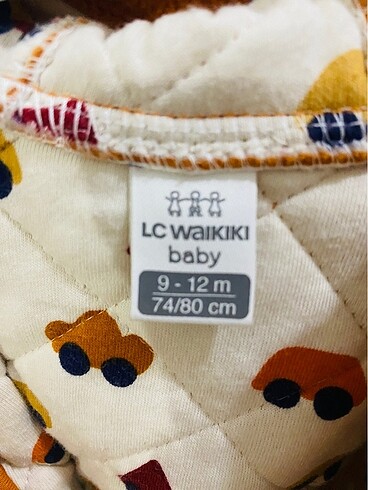 LC WAIKIKI
baby
9 - 12 m
74/80 cm